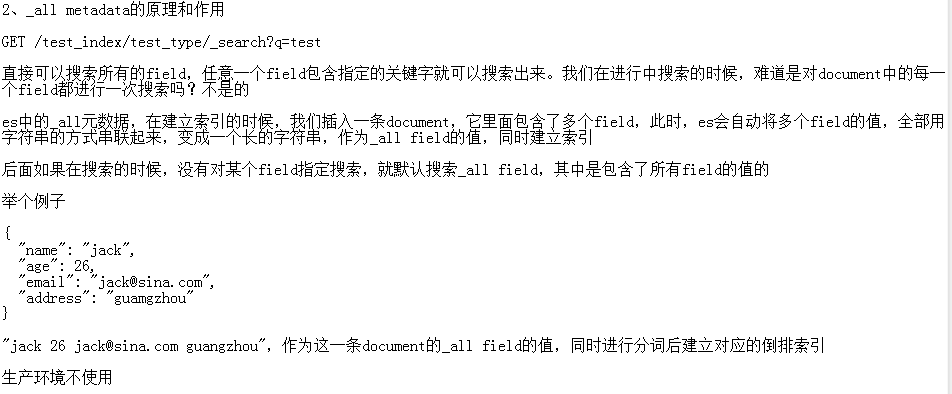 2、_all metadata的原理和作用
GET /test_index/test_type/_search?q=test
直接可以搜索所有的field，任意一个field包含指定的关键字就可以搜索出来。我们在进行中搜索的时候，难道是对document中的每一
个field都进行一次搜索吗？不是的
es中的_all元数据，在建立索引的时候，我们插入一条document，它里面包含了多个field，此时，es会自动将多个field的值，全部用
字符串的方式串联起来，变成一个长的字符串，作为_all field的值，同时建立索引
后面如果在搜索的时候，没有对某个field指定搜索，就默认搜索_all field，其中是包含了所有field的值的
举个例子
{
  "name": "jack",
  "age": 26,
  "email": "jack@sina.com",
  "address": "guamgzhou"
}
"jack 26 jack@sina.com guangzhou"，作为这一条document的_all field的值，同时进行分词后建立对应的倒排索引
生产环境不使用